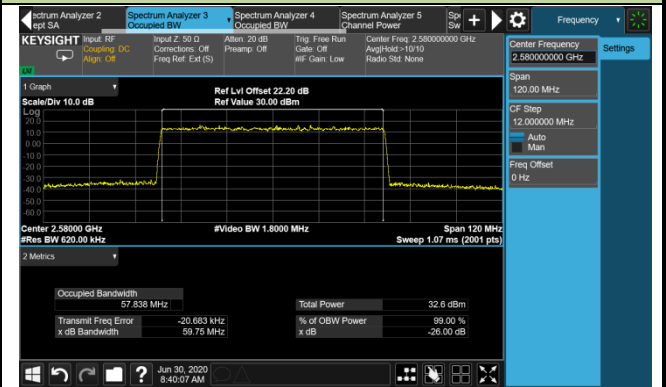 ectrum Analyzer 2
ept SA
Spectrum Analyzer 3
Occupied BW
Spectrum Analyzer 4
Occupied BW
Spectrum Analyzer 5
Channel Power
Sp
Sw
Frequency
KEYSIGHT
Input: RF
Coupling: DC
Align: Off
Input Z: 50 Ω
Corrections: Off
Freq Ref: Ext (S)
Atten: 20 dB
Preamp: Off
Trig: Free Run
Gate: Off
#IF Gain: Low
Center Freq: 2.580000000 GHz
Avg|Hold:>10/10
Radio Std: None
LV
Center Frequency
2.580000000 GHz
Settings
Span
120.00 MHz
CF Step
12.000000 MHz
Auto
Man
Freq Offset
0 Hz
1 Graph
Scale/Div 10.0 dB
Ref Lvl Offset 22.20 dB
Ref Value 30.00 dBm
Log
20.0
10.0
0.00
-10.0
-20.0
-30.0
-40.0
-50.0
-60.0
Center 2.58000 GHz
#Video BW 1.8000 MHz
Span 120 MHz
#Res BW 620.00 kHz
Sweep 1.07 ms (2001 pts)
2 Metrics
Occupied Bandwidth
57.838 MHz
Total Power 32.6 dBm
Transmit Freq Error -20.683 kHz
% of OBW Power 99.00 %
x dB Bandwidth 59.75 MHz
x dB -26.00 dB
?
Jun 30, 2020
8:40:07 AM